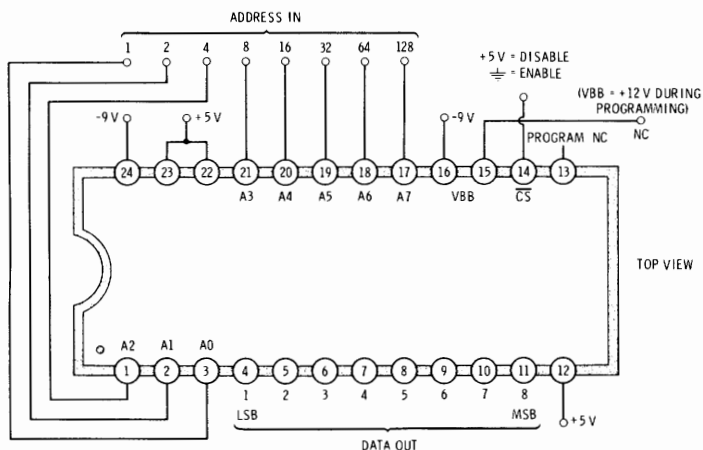 ADDRESS IN
1 2 4 8 16 32 64 128
+5 V = DISABLE
= ENABLE
(VBB = +12 V DURING
PROGRAMMING)
-9 V
+5 V
-9 V
NC
PROGRAM NC
24 23 22 21 20 19 18 17 16 15 14 13
A3 A4 A5 A6 A7 VBB CS
TOP VIEW
A2 A1 A0
1 2 3 4 5 6 7 8 9 10 11 12
1 2 3 4 5 6 7 8
LSB MSB
+5 V
DATA OUT